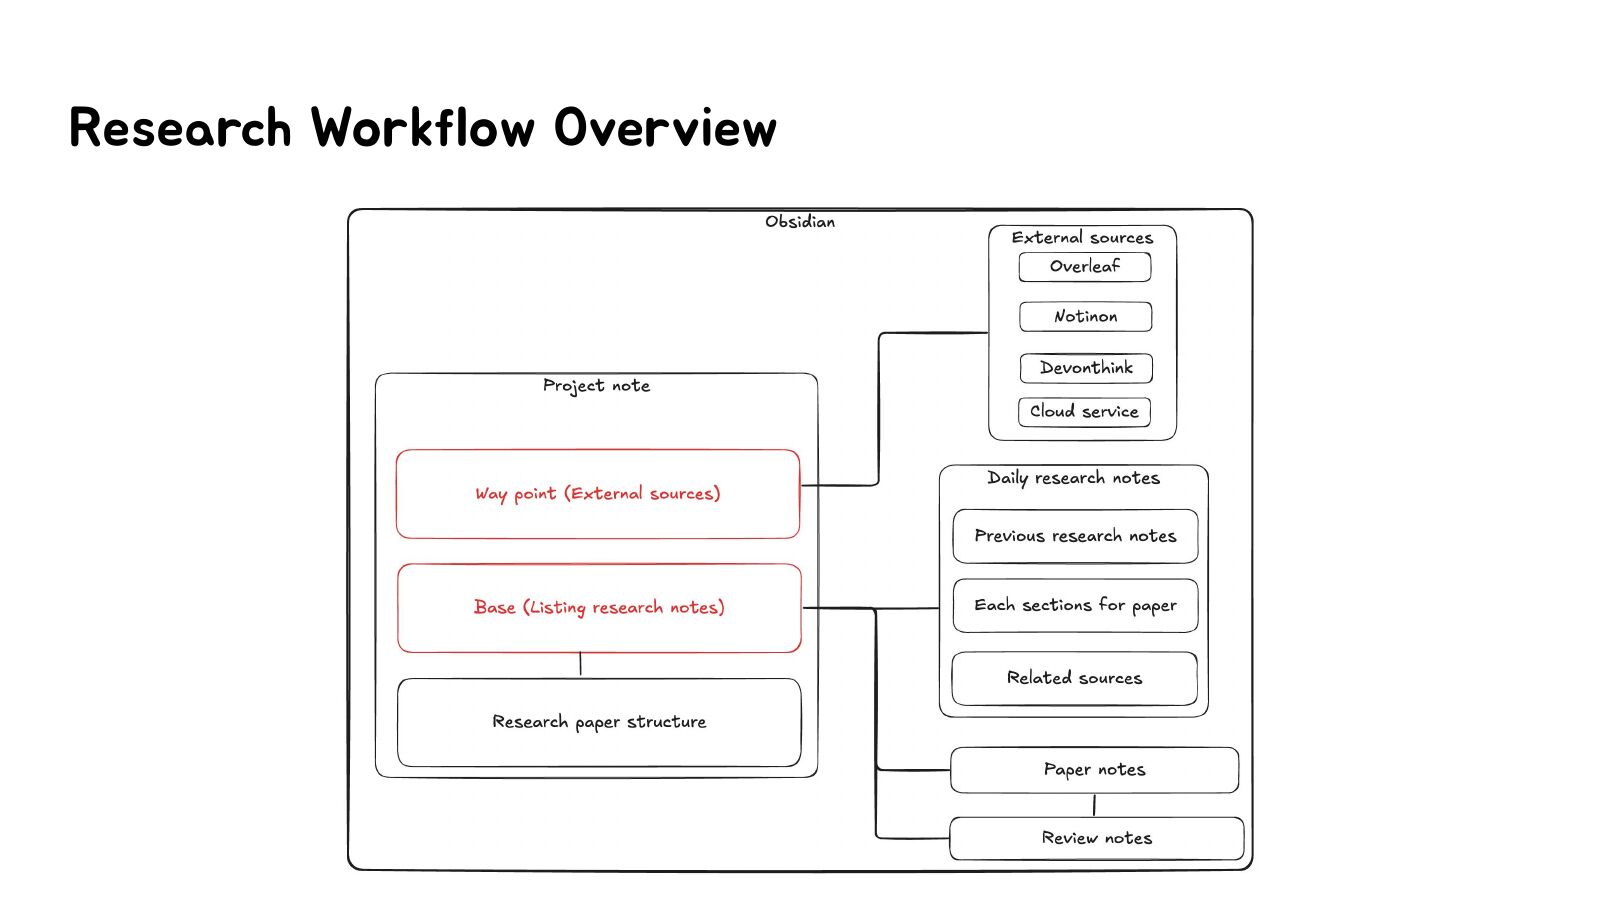 Research Workflow Overview
Obsidian
External sources
Overleaf
Notinon
Devonthink
Cloud service
Project note
Way point (External sources)
Base (Listing research notes)
Research paper structure
Daily research notes
Previous research notes
Each sections for paper
Related sources
Paper notes
Review notes